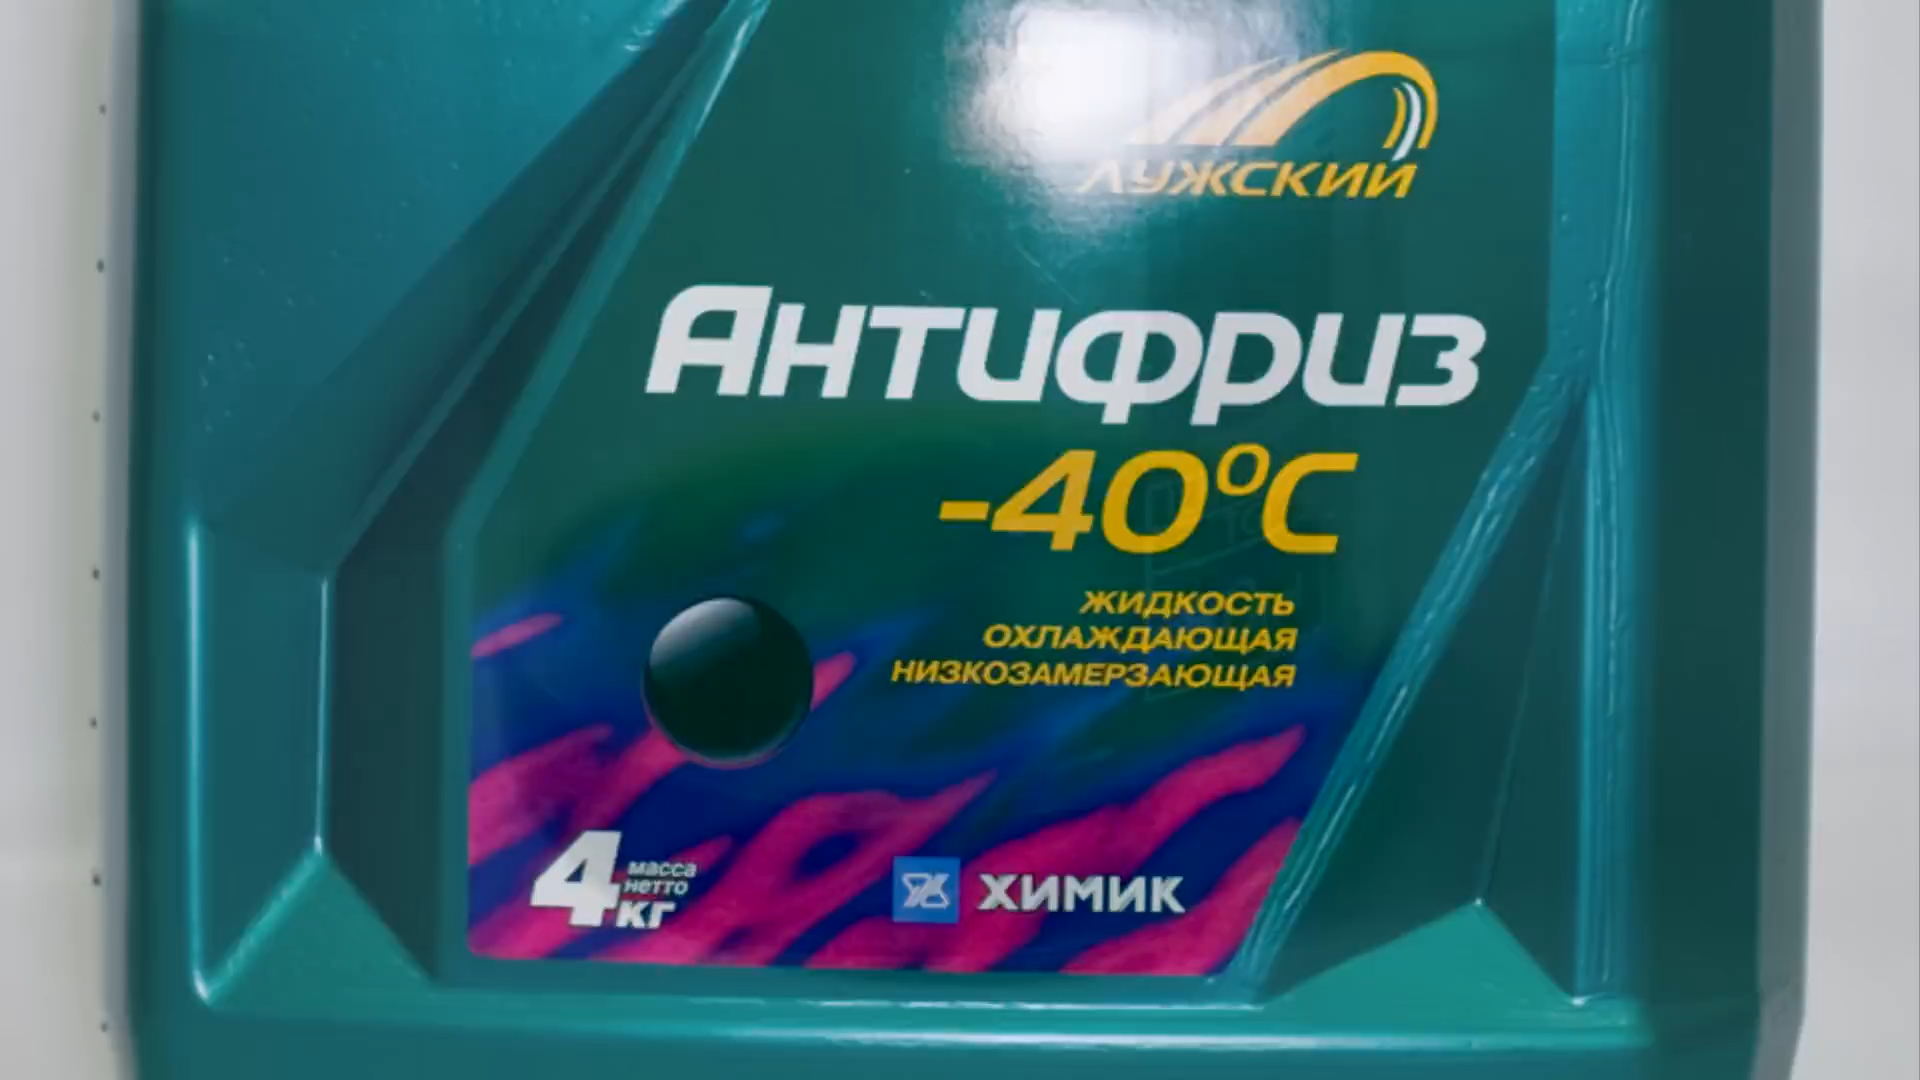 ЛУЖСКИЙ
Антифриз
-40°C
ЖИДКОСТЬ
ОХЛАЖДАЮЩАЯ
НИЗКОЗАМЕРЗАЮЩАЯ
4 кг
масса
нетто
ХИМИК